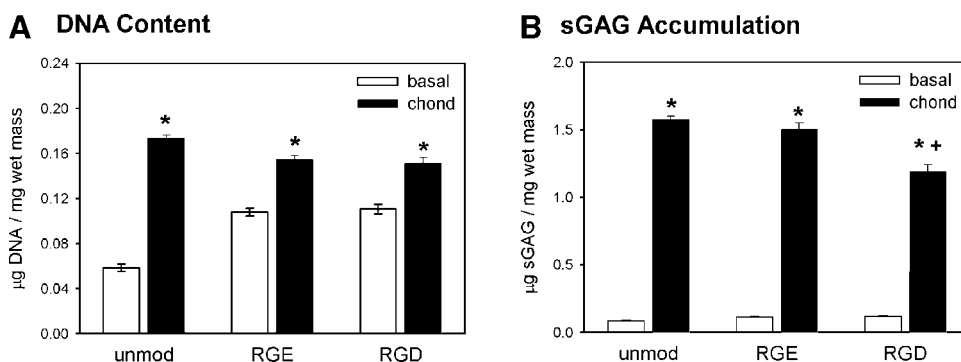 A DNA Content
µg DNA / mg wet mass
0.24
0.20
0.16
0.12
0.08
0.04
0.00
basal
chond
*
*
*
unmod RGE RGD
B sGAG Accumulation
µg sGAG / mg wet mass
2.0
1.5
1.0
0.5
0.0
basal
chond
*
*
* +
unmod RGE RGD